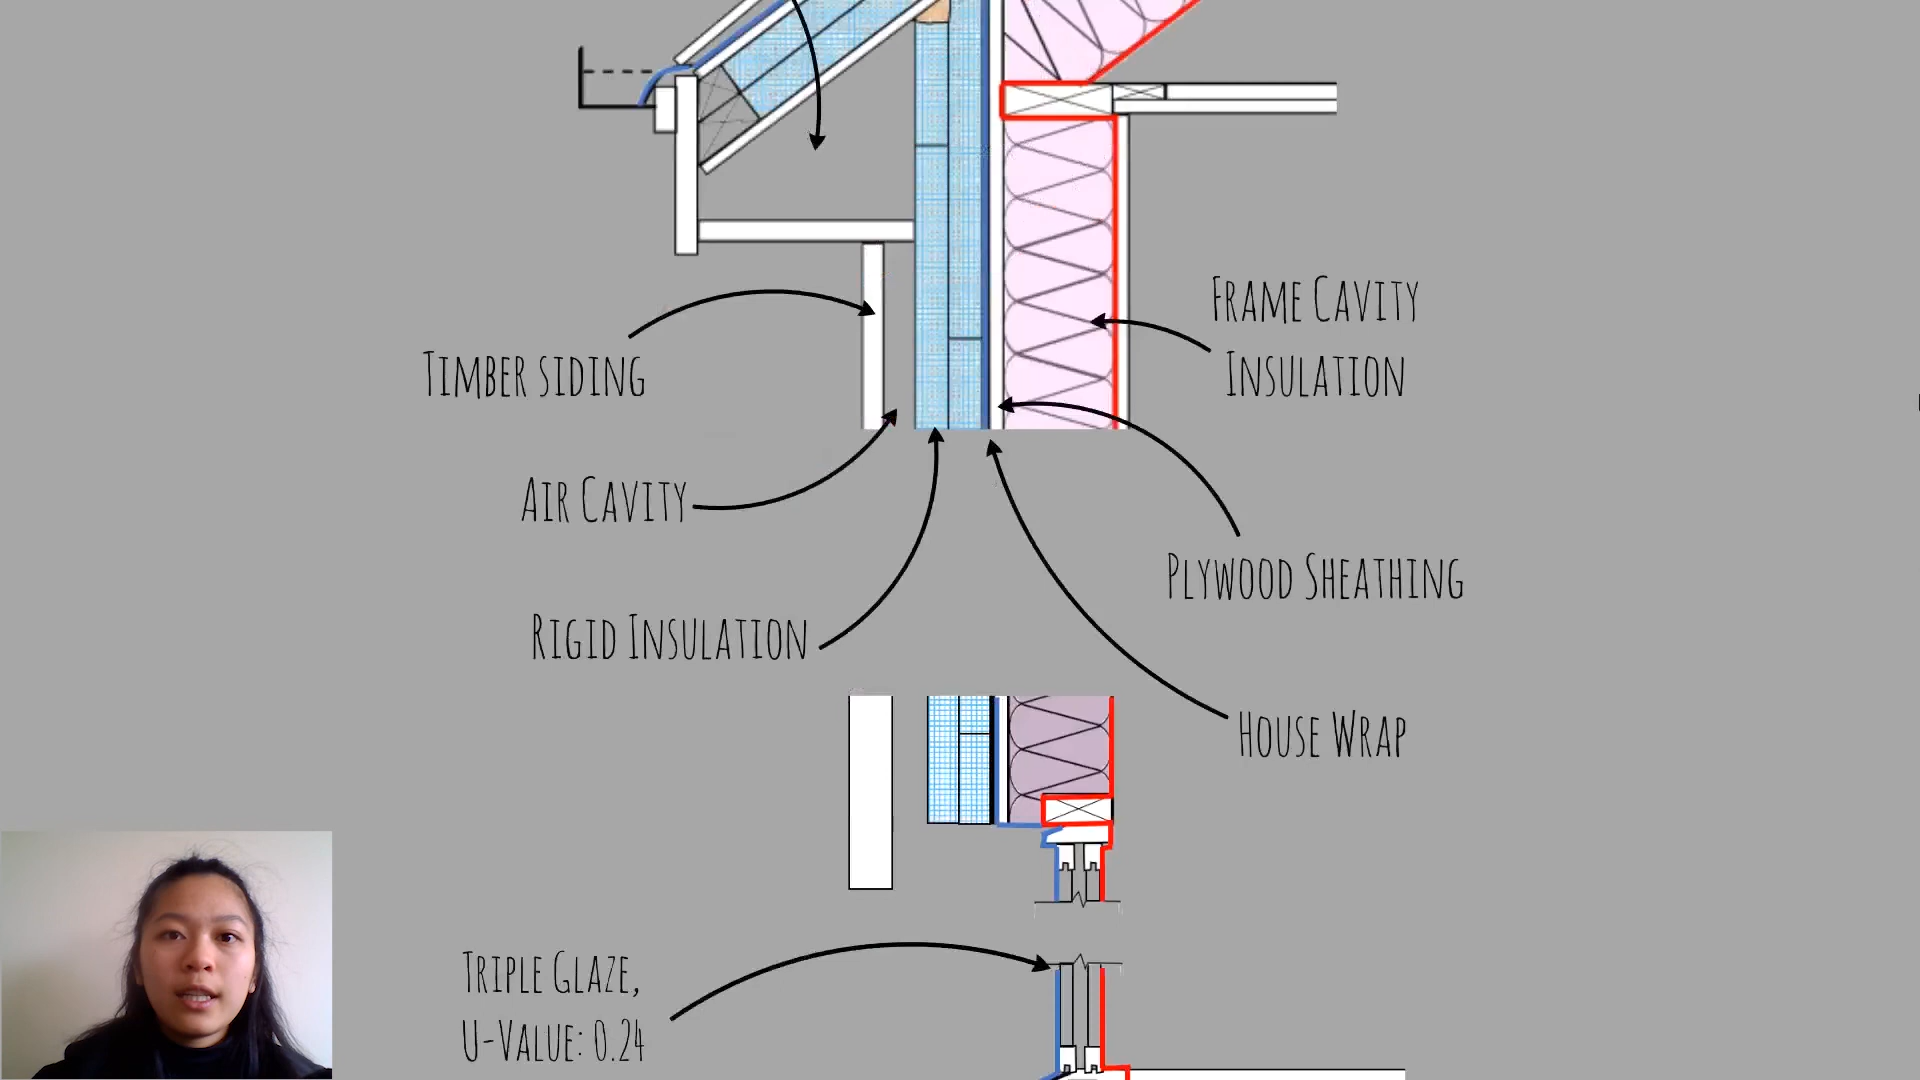 Frame Cavity
Insulation
Timber siding
Air Cavity
Plywood Sheathing
Rigid Insulation
House Wrap
Triple Glaze,
U-Value: 0.24